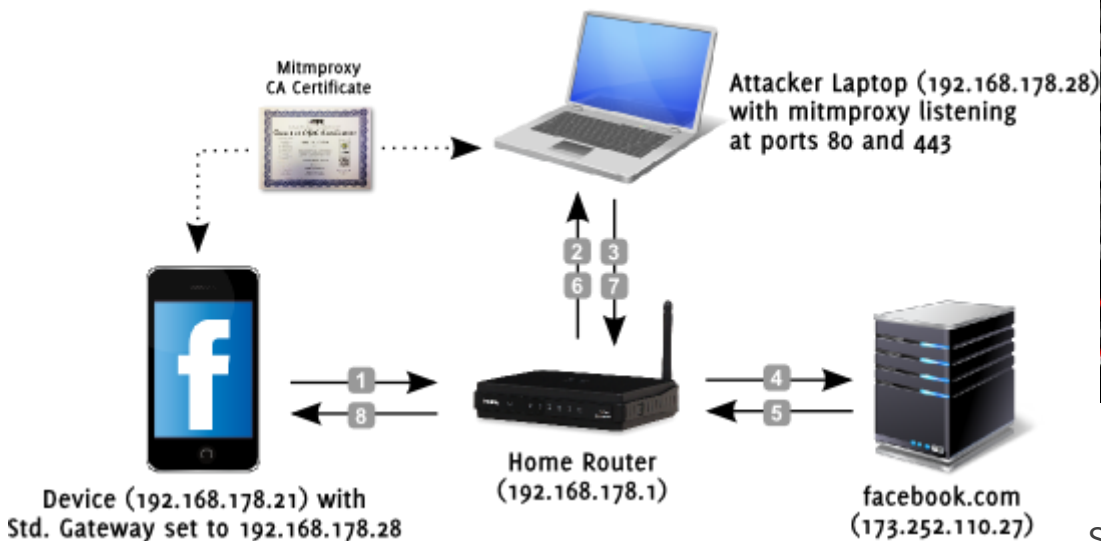 Mitmproxy
CA Certificate
Attacker Laptop (192.168.178.28)
with mitmproxy listening
at ports 80 and 443
2
3
6
7
f
1
8
4
5
Home Router
(192.168.178.1)
Device (192.168.178.21) with
Std. Gateway set to 192.168.178.28
facebook.com
(173.252.110.27)